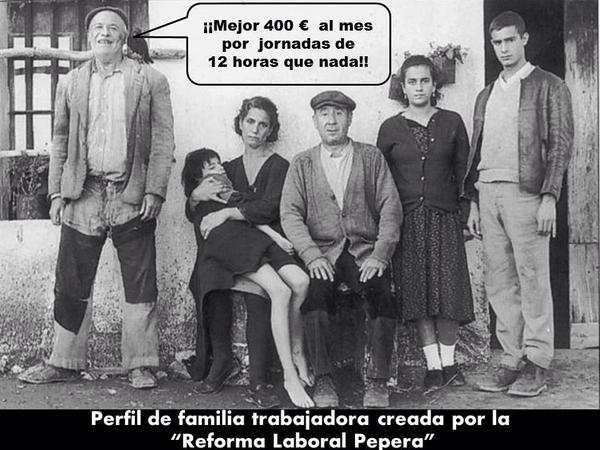 ¡¡Mejor 400 € al mes
por jornadas de
12 horas que nada!!
Perfil de familia trabajadora creada por la
“Reforma Laboral Pepera”